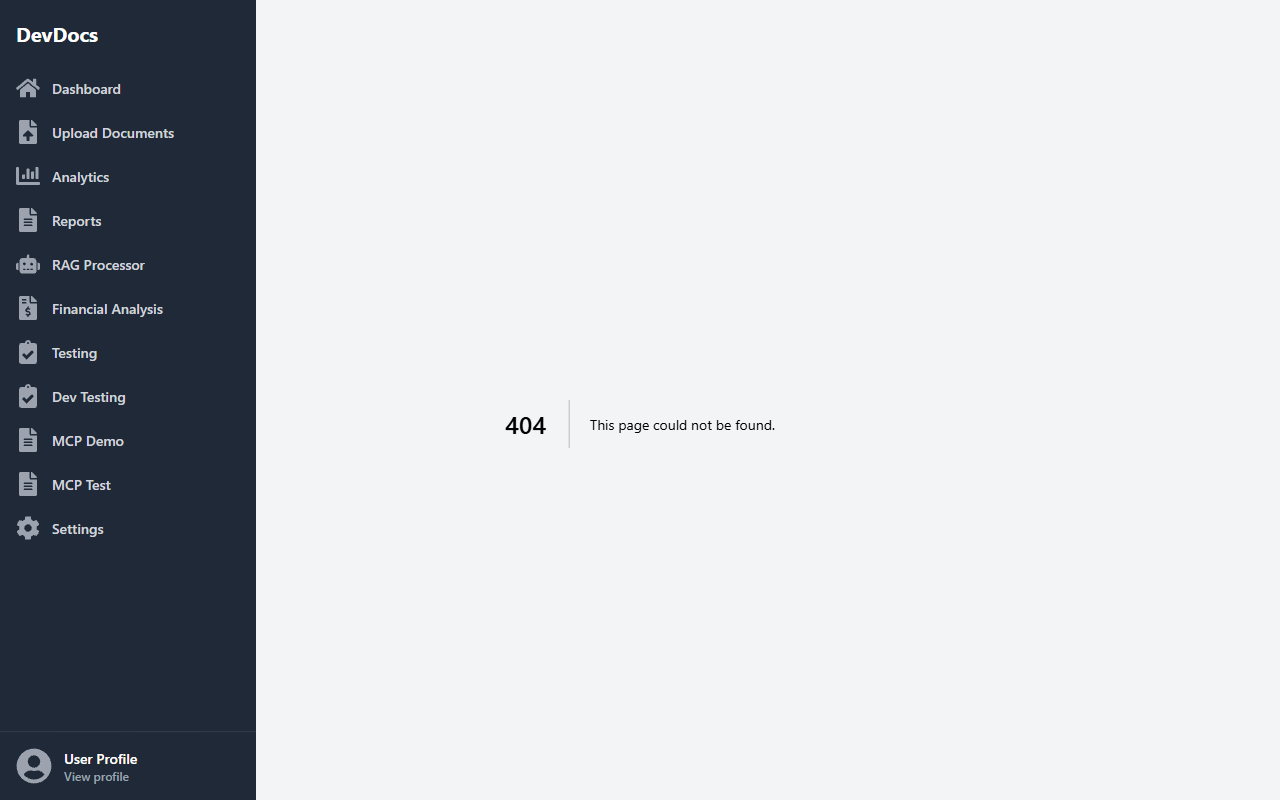 DevDocs
Dashboard
Upload Documents
Analytics
Reports
RAG Processor
Financial Analysis
Testing
Dev Testing
MCP Demo
MCP Test
Settings
404
This page could not be found.
User Profile
View profile